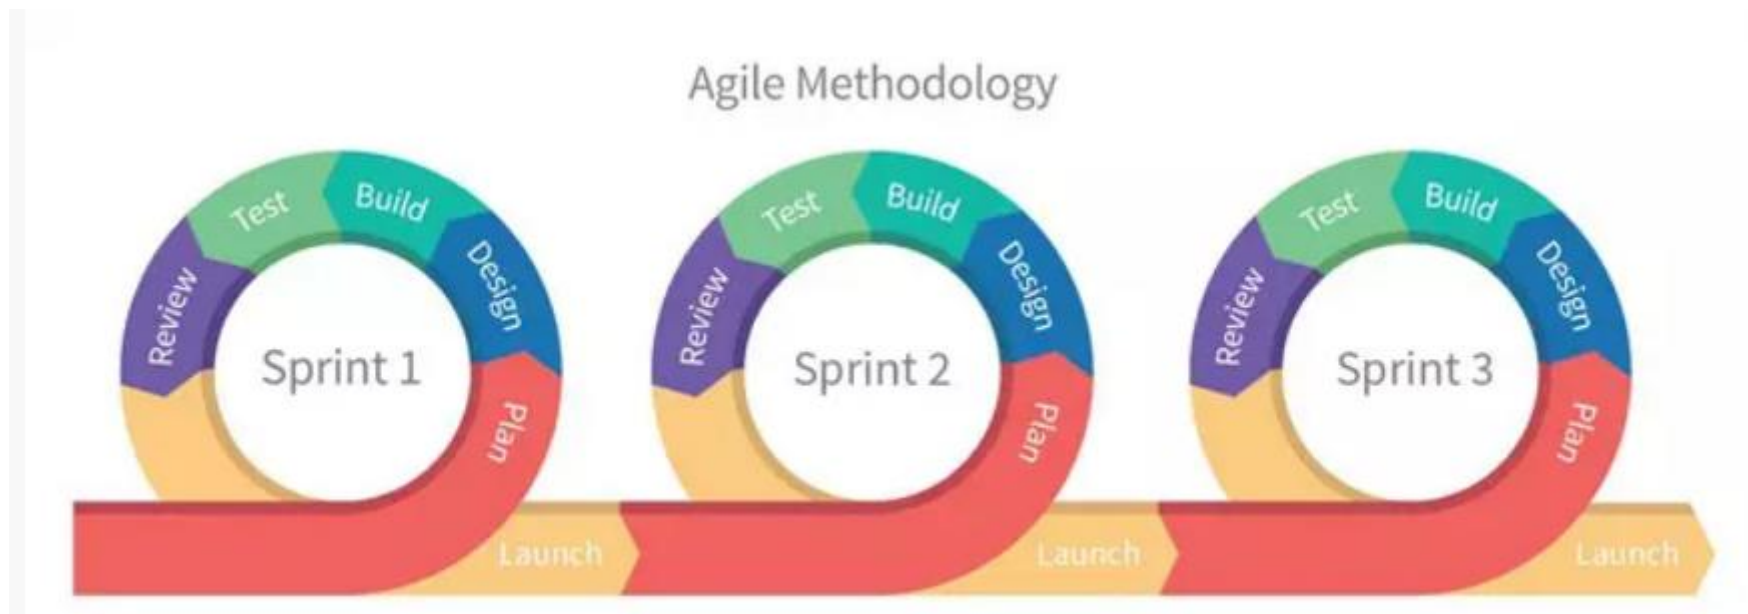 Agile Methodology
Test
Build
Design
Review
Sprint 1
Plan
Launch
Test
Build
Design
Review
Sprint 2
Plan
Launch
Test
Build
Design
Review
Sprint 3
Plan
Launch